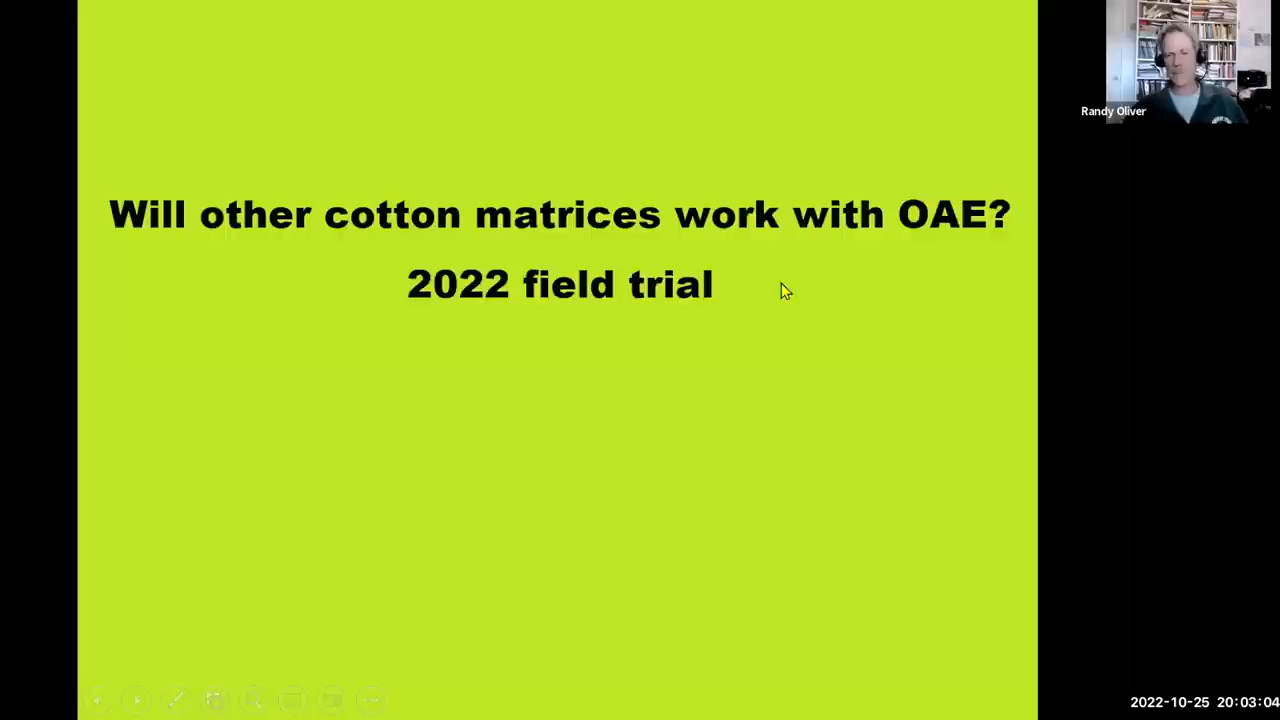 Will other cotton matrices work with OAE?
2022 field trial
Randy Oliver
2022-10-25 20:03:04